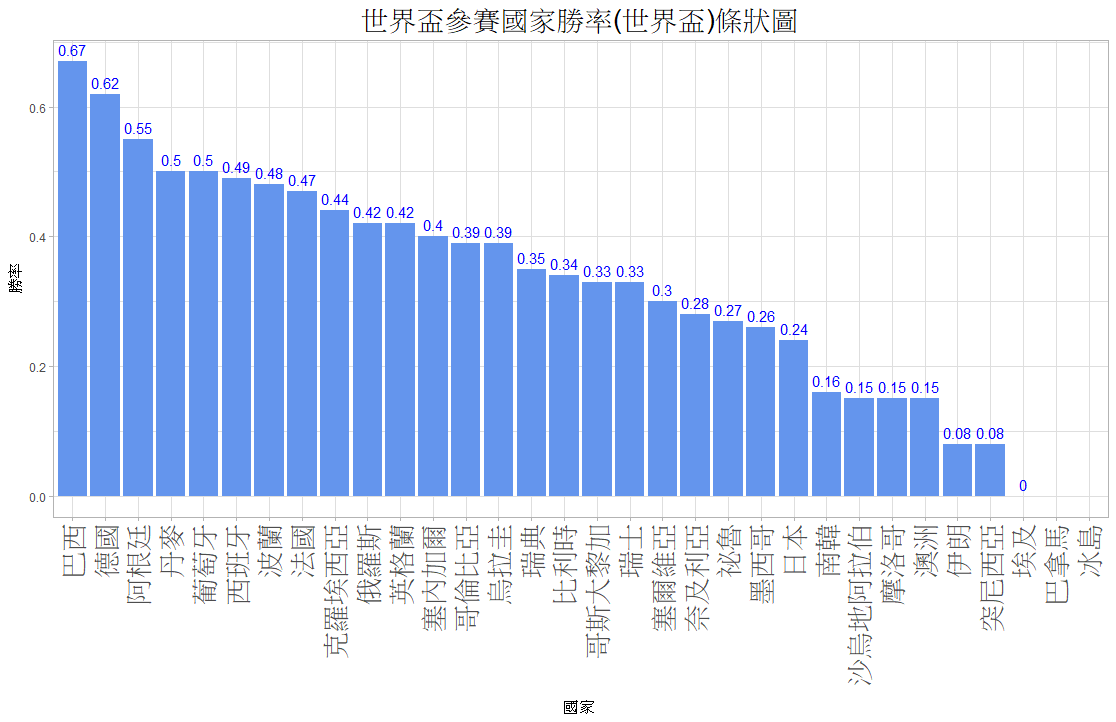 世界盃參賽國家勝率(世界盃)條狀圖
勝率
0.6
0.4
0.2
0.0
0.67
0.62
0.55
0.5
0.5
0.49
0.48
0.47
0.44
0.42
0.42
0.4
0.39
0.39
0.35
0.34
0.33
0.33
0.3
0.28
0.27
0.26
0.24
0.16
0.15
0.15
0.15
0.08
0.08
0
巴西
德國
阿根廷
丹麥
葡萄牙
西班牙
波蘭
法國
克羅埃西亞
俄羅斯
英格蘭
塞內加爾
哥倫比亞
烏拉圭
瑞典
比利時
哥斯大黎加
瑞士
塞爾維亞
奈及利亞
祕魯
墨西哥
日本
南韓
沙烏地阿拉伯
摩洛哥
澳洲
伊朗
突尼西亞
埃及
巴拿馬
冰島
國家